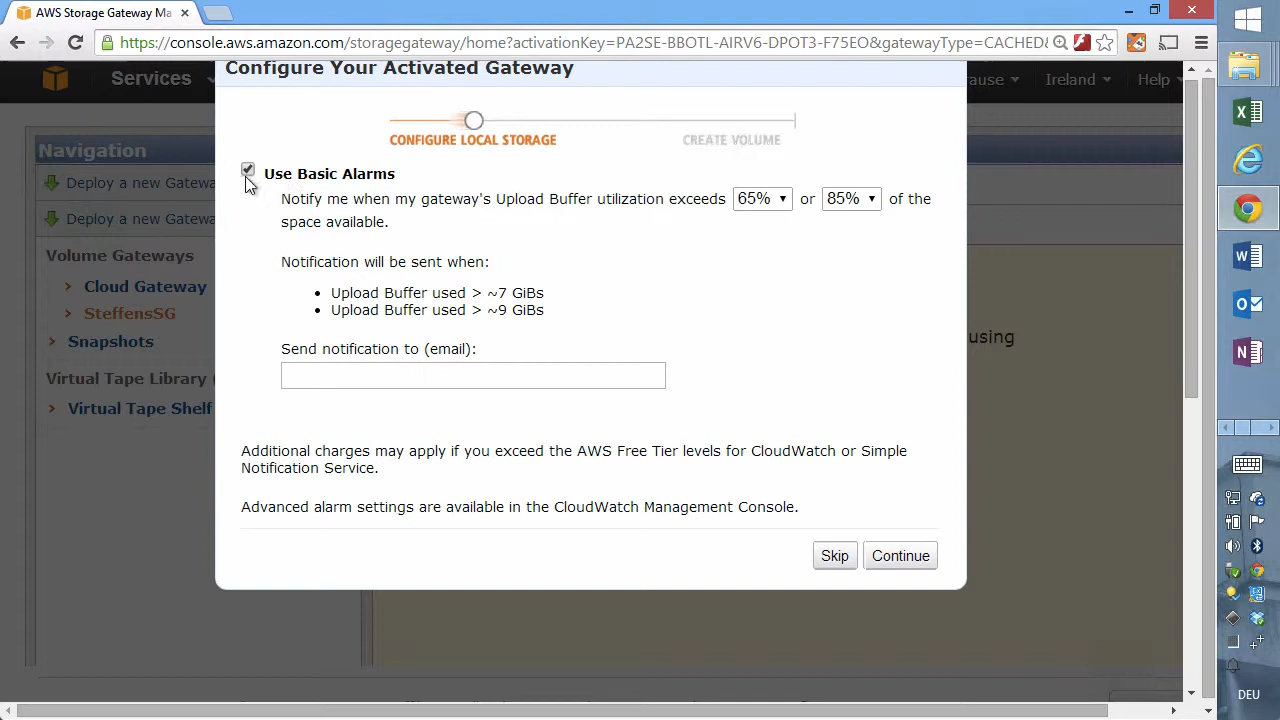 AWS Storage Gateway Ma
https://console.aws.amazon.com/storagegateway/home?activationKey=PA2SE-BBOTL-AIRV6-DPOT3-F75EO&gatewayType=CACHED&
Services
Ireland
Help
Configure Your Activated Gateway
CONFIGURE LOCAL STORAGE
CREATE VOLUME
Navigation
Deploy a new Gatewa
Deploy a new Gatewa
Volume Gateways
Cloud Gateway
SteffensSG
Snapshots
Virtual Tape Library (
Virtual Tape Shelf
Use Basic Alarms
Notify me when my gateway's Upload Buffer utilization exceeds 65% or 85% of the
space available.
Notification will be sent when:
• Upload Buffer used > ~7 GiBs
• Upload Buffer used > ~9 GiBs
Send notification to (email):
using
Additional charges may apply if you exceed the AWS Free Tier levels for CloudWatch or Simple
Notification Service.
Advanced alarm settings are available in the CloudWatch Management Console.
Skip
Continue
DEU